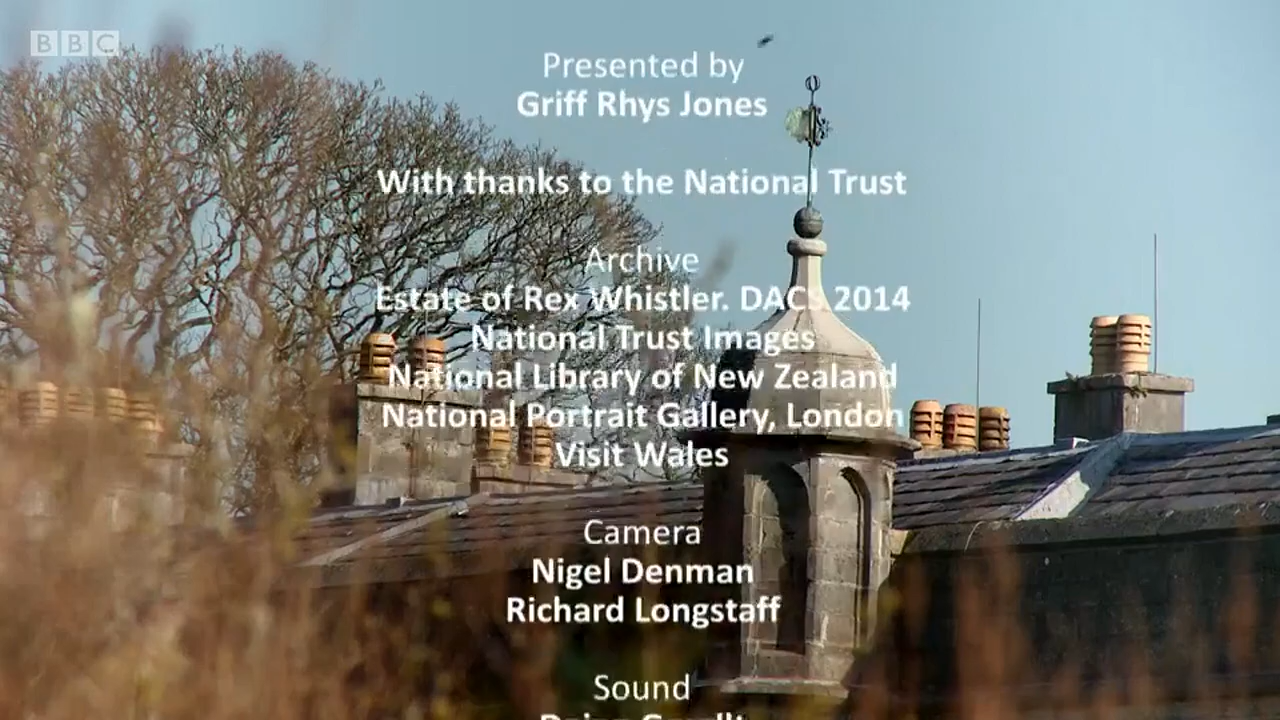 BBC
Presented by
Griff Rhys Jones
With thanks to the National Trust
Archive
Estate of Rex Whistler. DACS 2014
National Trust Images
National Library of New Zealand
National Portrait Gallery, London
Visit Wales
Camera
Nigel Denman
Richard Longstaff
Sound